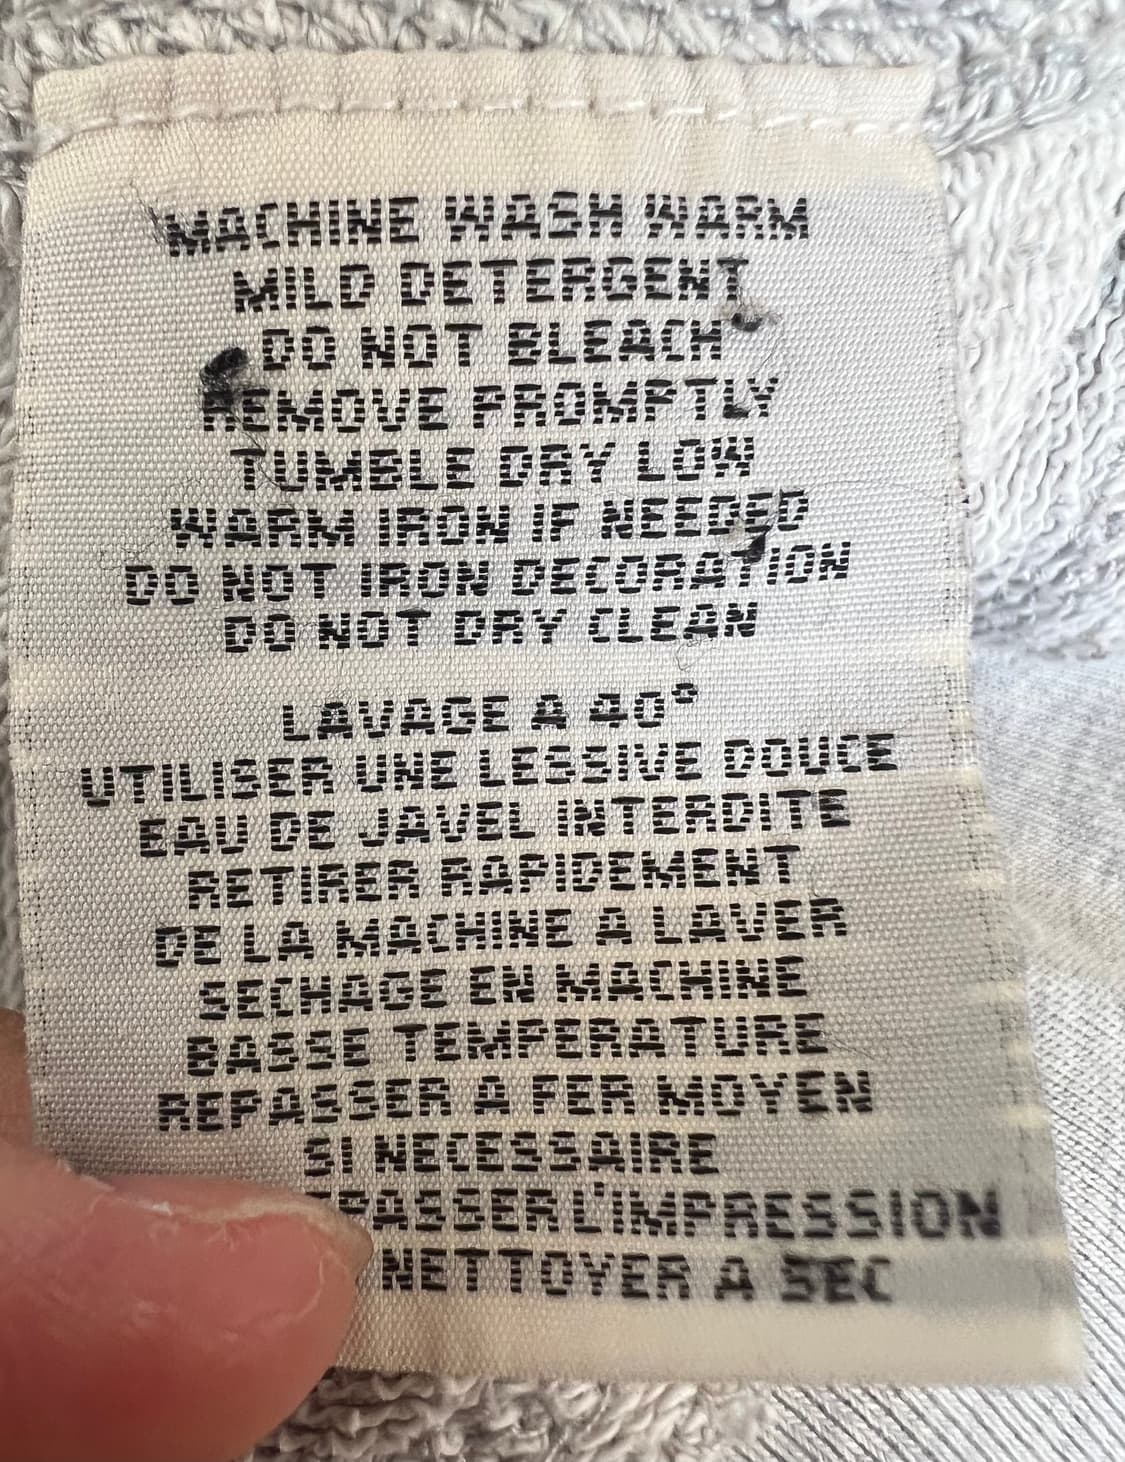 MACHINE WASH WARM
MILD DETERGENT
DO NOT BLEACH
REMOVE PROMPTLY
TUMBLE DRY LOW
WARM IRON IF NEEDED
DO NOT IRON DECORATION
DO NOT DRY CLEAN
LAVAGE A 40°
UTILISER UNE LESSIVE DOUCE
EAU DE JAVEL INTERDITE
RETIRER RAPIDEMENT
DE LA MACHINE A LAVER
SECHAGE EN MACHINE
BASSE TEMPERATURE
REPASSER A FER MOYEN
SI NECESSAIRE
L'IMPRESSION
NETTOYER A SEC